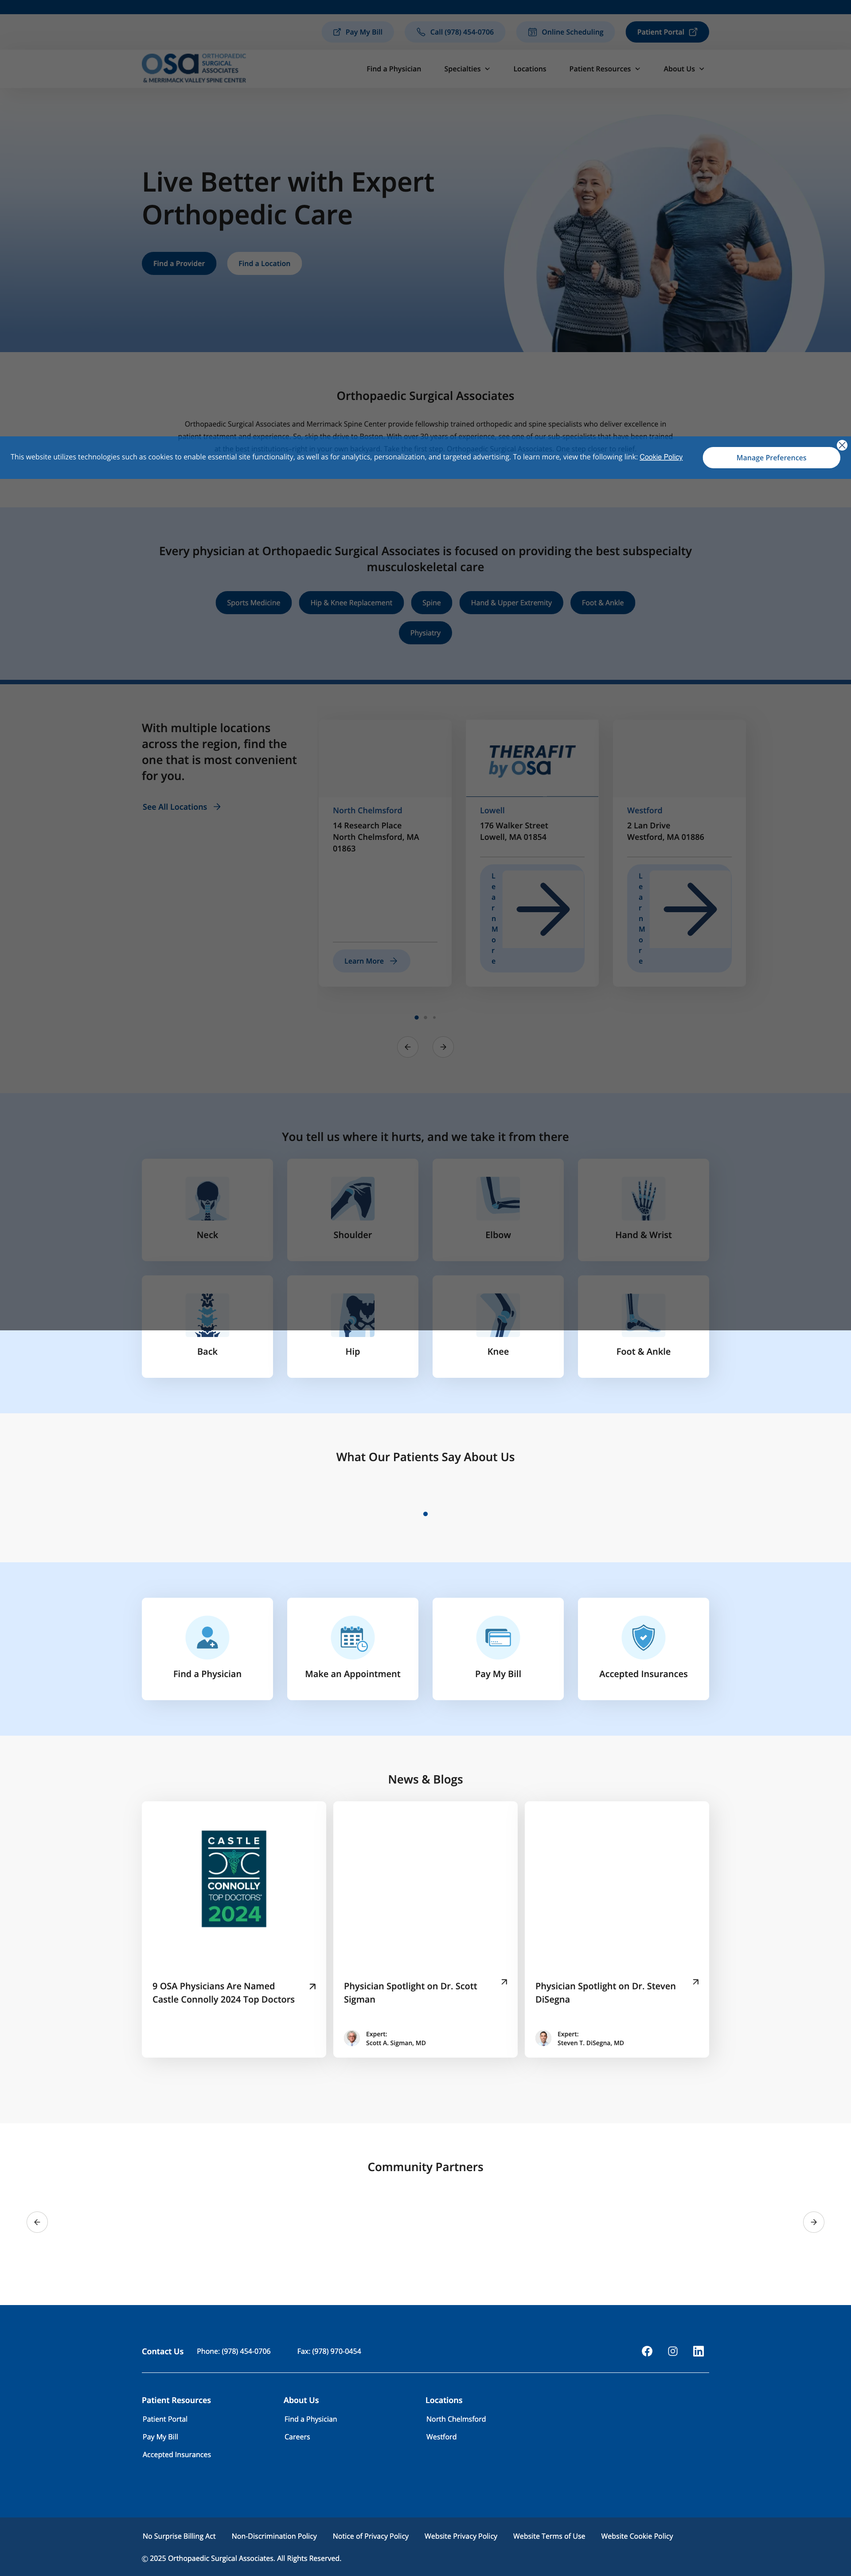 Pay My Bill
Call (978) 454-0706
Online Scheduling
Patient Portal
osa ORTHOPAEDIC
SURGICAL
ASSOCIATES
& MERRIMACK VALLEY SPINE CENTER
Find a Physician
Specialties
Locations
Patient Resources
About Us
Live Better with Expert
Orthopedic Care
Find a Provider
Find a Location
Orthopaedic Surgical Associates
Orthopaedic Surgical Associates and Merrimack Spine Center provide fellowship trained orthopedic and spine specialists who deliver excellence in
patient treatment and experience. So, skip the drive to Boston. With over 30 years of experience, see one of our sub-specialists that have been trained
This website utilizes technologies such as cookies to enable essential site functionality, as well as for analytics, personalization, and targeted advertising. To learn more, view the following link: Cookie Policy
Manage Preferences
Every physician at Orthopaedic Surgical Associates is focused on providing the best subspecialty
musculoskeletal care
Sports Medicine
Hip & Knee Replacement
Spine
Hand & Upper Extremity
Foot & Ankle
Physiatry
With multiple locations
across the region, find the
one that is most convenient
for you.
See All Locations
North Chelmsford
14 Research Place
North Chelmsford, MA
01863
Learn More
THERAFIT
by osa
Lowell
176 Walker Street
Lowell, MA 01854
Learn More
Westford
2 Lan Drive
Westford, MA 01886
Learn More
You tell us where it hurts, and we take it from there
Neck
Shoulder
Elbow
Hand & Wrist
Back
Hip
Knee
Foot & Ankle
What Our Patients Say About Us
Find a Physician
Make an Appointment
Pay My Bill
Accepted Insurances
News & Blogs
CASTLE
CONNOLLY
TOP DOCTORS
2024
9 OSA Physicians Are Named
Castle Connolly 2024 Top Doctors
Physician Spotlight on Dr. Scott
Sigman
Expert:
Scott A. Sigman, MD
Physician Spotlight on Dr. Steven
DiSegna
Expert:
Steven T. DiSegna, MD
Community Partners
Contact Us
Phone: (978) 454-0706
Fax: (978) 970-0454
Patient Resources
Patient Portal
Pay My Bill
Accepted Insurances
About Us
Find a Physician
Careers
Locations
North Chelmsford
Westford
No Surprise Billing Act
Non-Discrimination Policy
Notice of Privacy Policy
Website Privacy Policy
Website Terms of Use
Website Cookie Policy
© 2025 Orthopaedic Surgical Associates. All Rights Reserved.